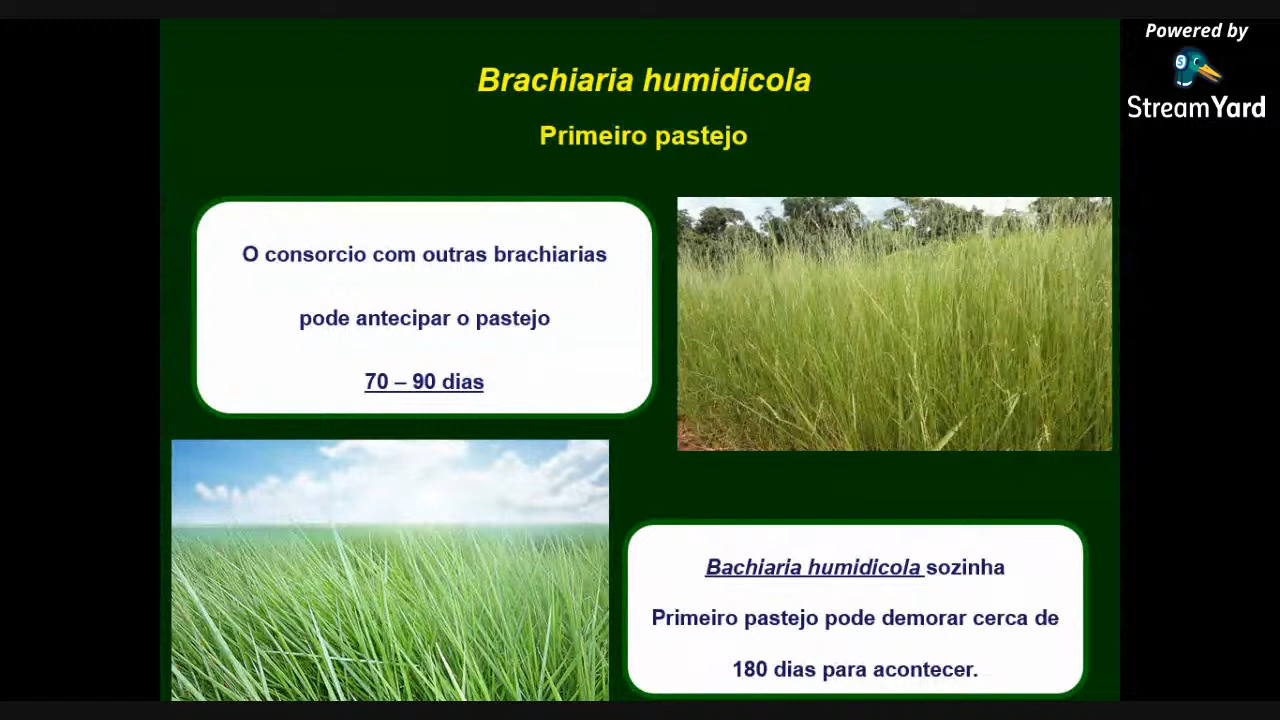 Powered by
StreamYard
Brachiaria humidicola
Primeiro pastejo
O consorcio com outras brachiarias
pode antecipar o pastejo
70 – 90 dias
Bachiaria humidicola sozinha
Primeiro pastejo pode demorar cerca de
180 dias para acontecer.